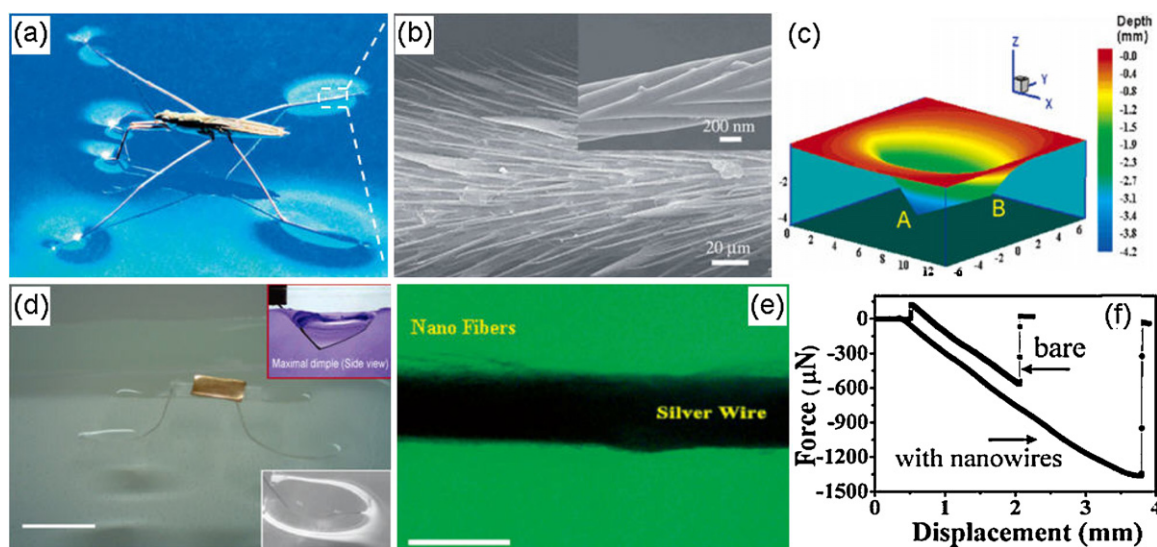 (a)
(b)
200 nm
20 μm
(c)
Z
Y
X
Depth
(mm)
-0.0
-0.4
-0.8
-1.2
-1.6
-2.0
-2.3
-2.7
-3.1
-3.5
-3.8
-4.2
-2
-4
A
B
0 2 4 6 8 10 12
-6 -4 -2 0 2 4 6
(d)
Maximal dimple (Side view)
(e)
Nano Fibers
Silver Wire
(f)
Force (μN)
0
-300
-600
-900
-1200
-1500
bare
with nanowires
0 1 2 3 4
Displacement (mm)